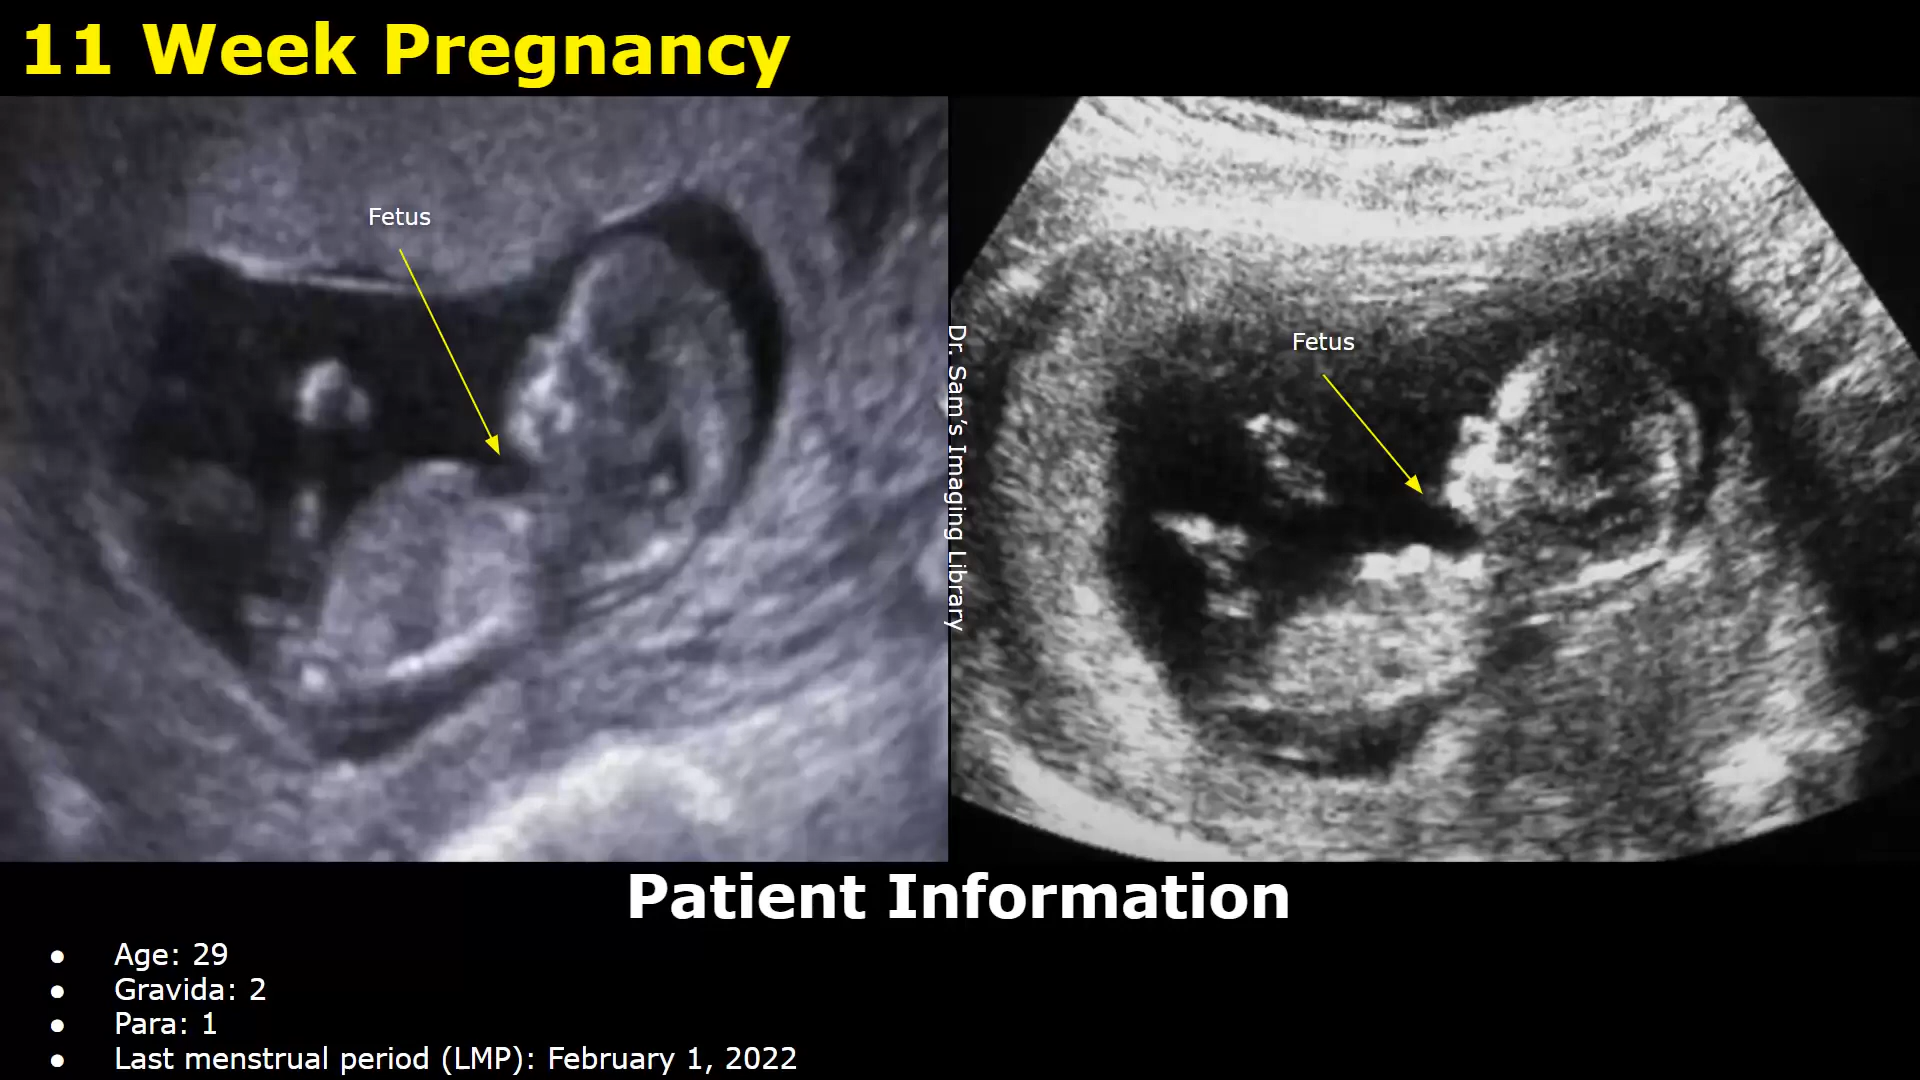 11 Week Pregnancy
Fetus
Fetus
Dr. Sam's Imaging Library
Patient Information
● Age: 29
● Gravida: 2
● Para: 1
● Last menstrual period (LMP): February 1, 2022